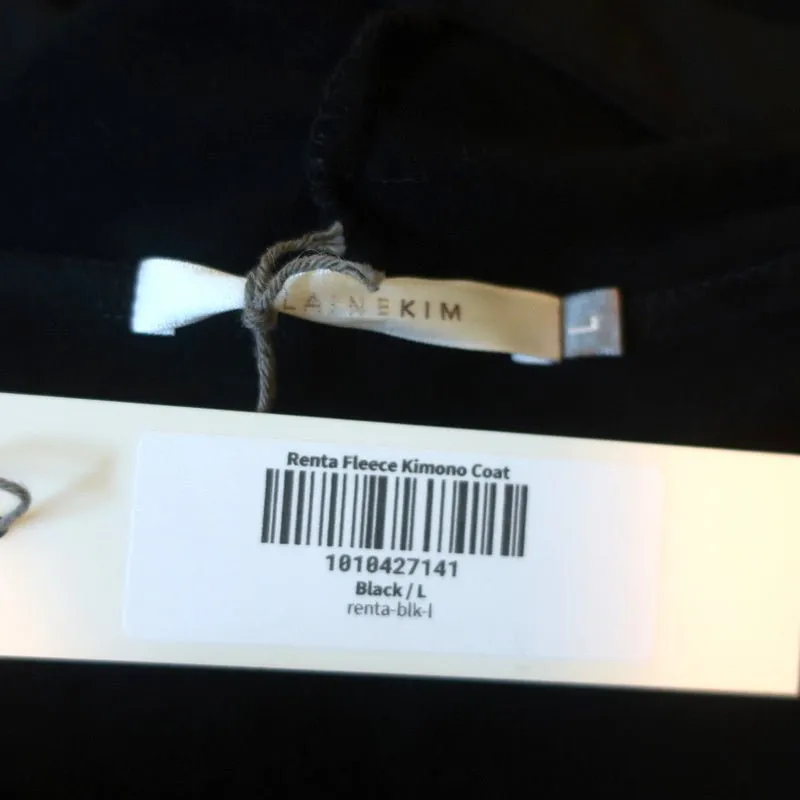 LAINEKIM
L
Renta Fleece Kimono Coat
1010427141
Black / L
renta-blk-l